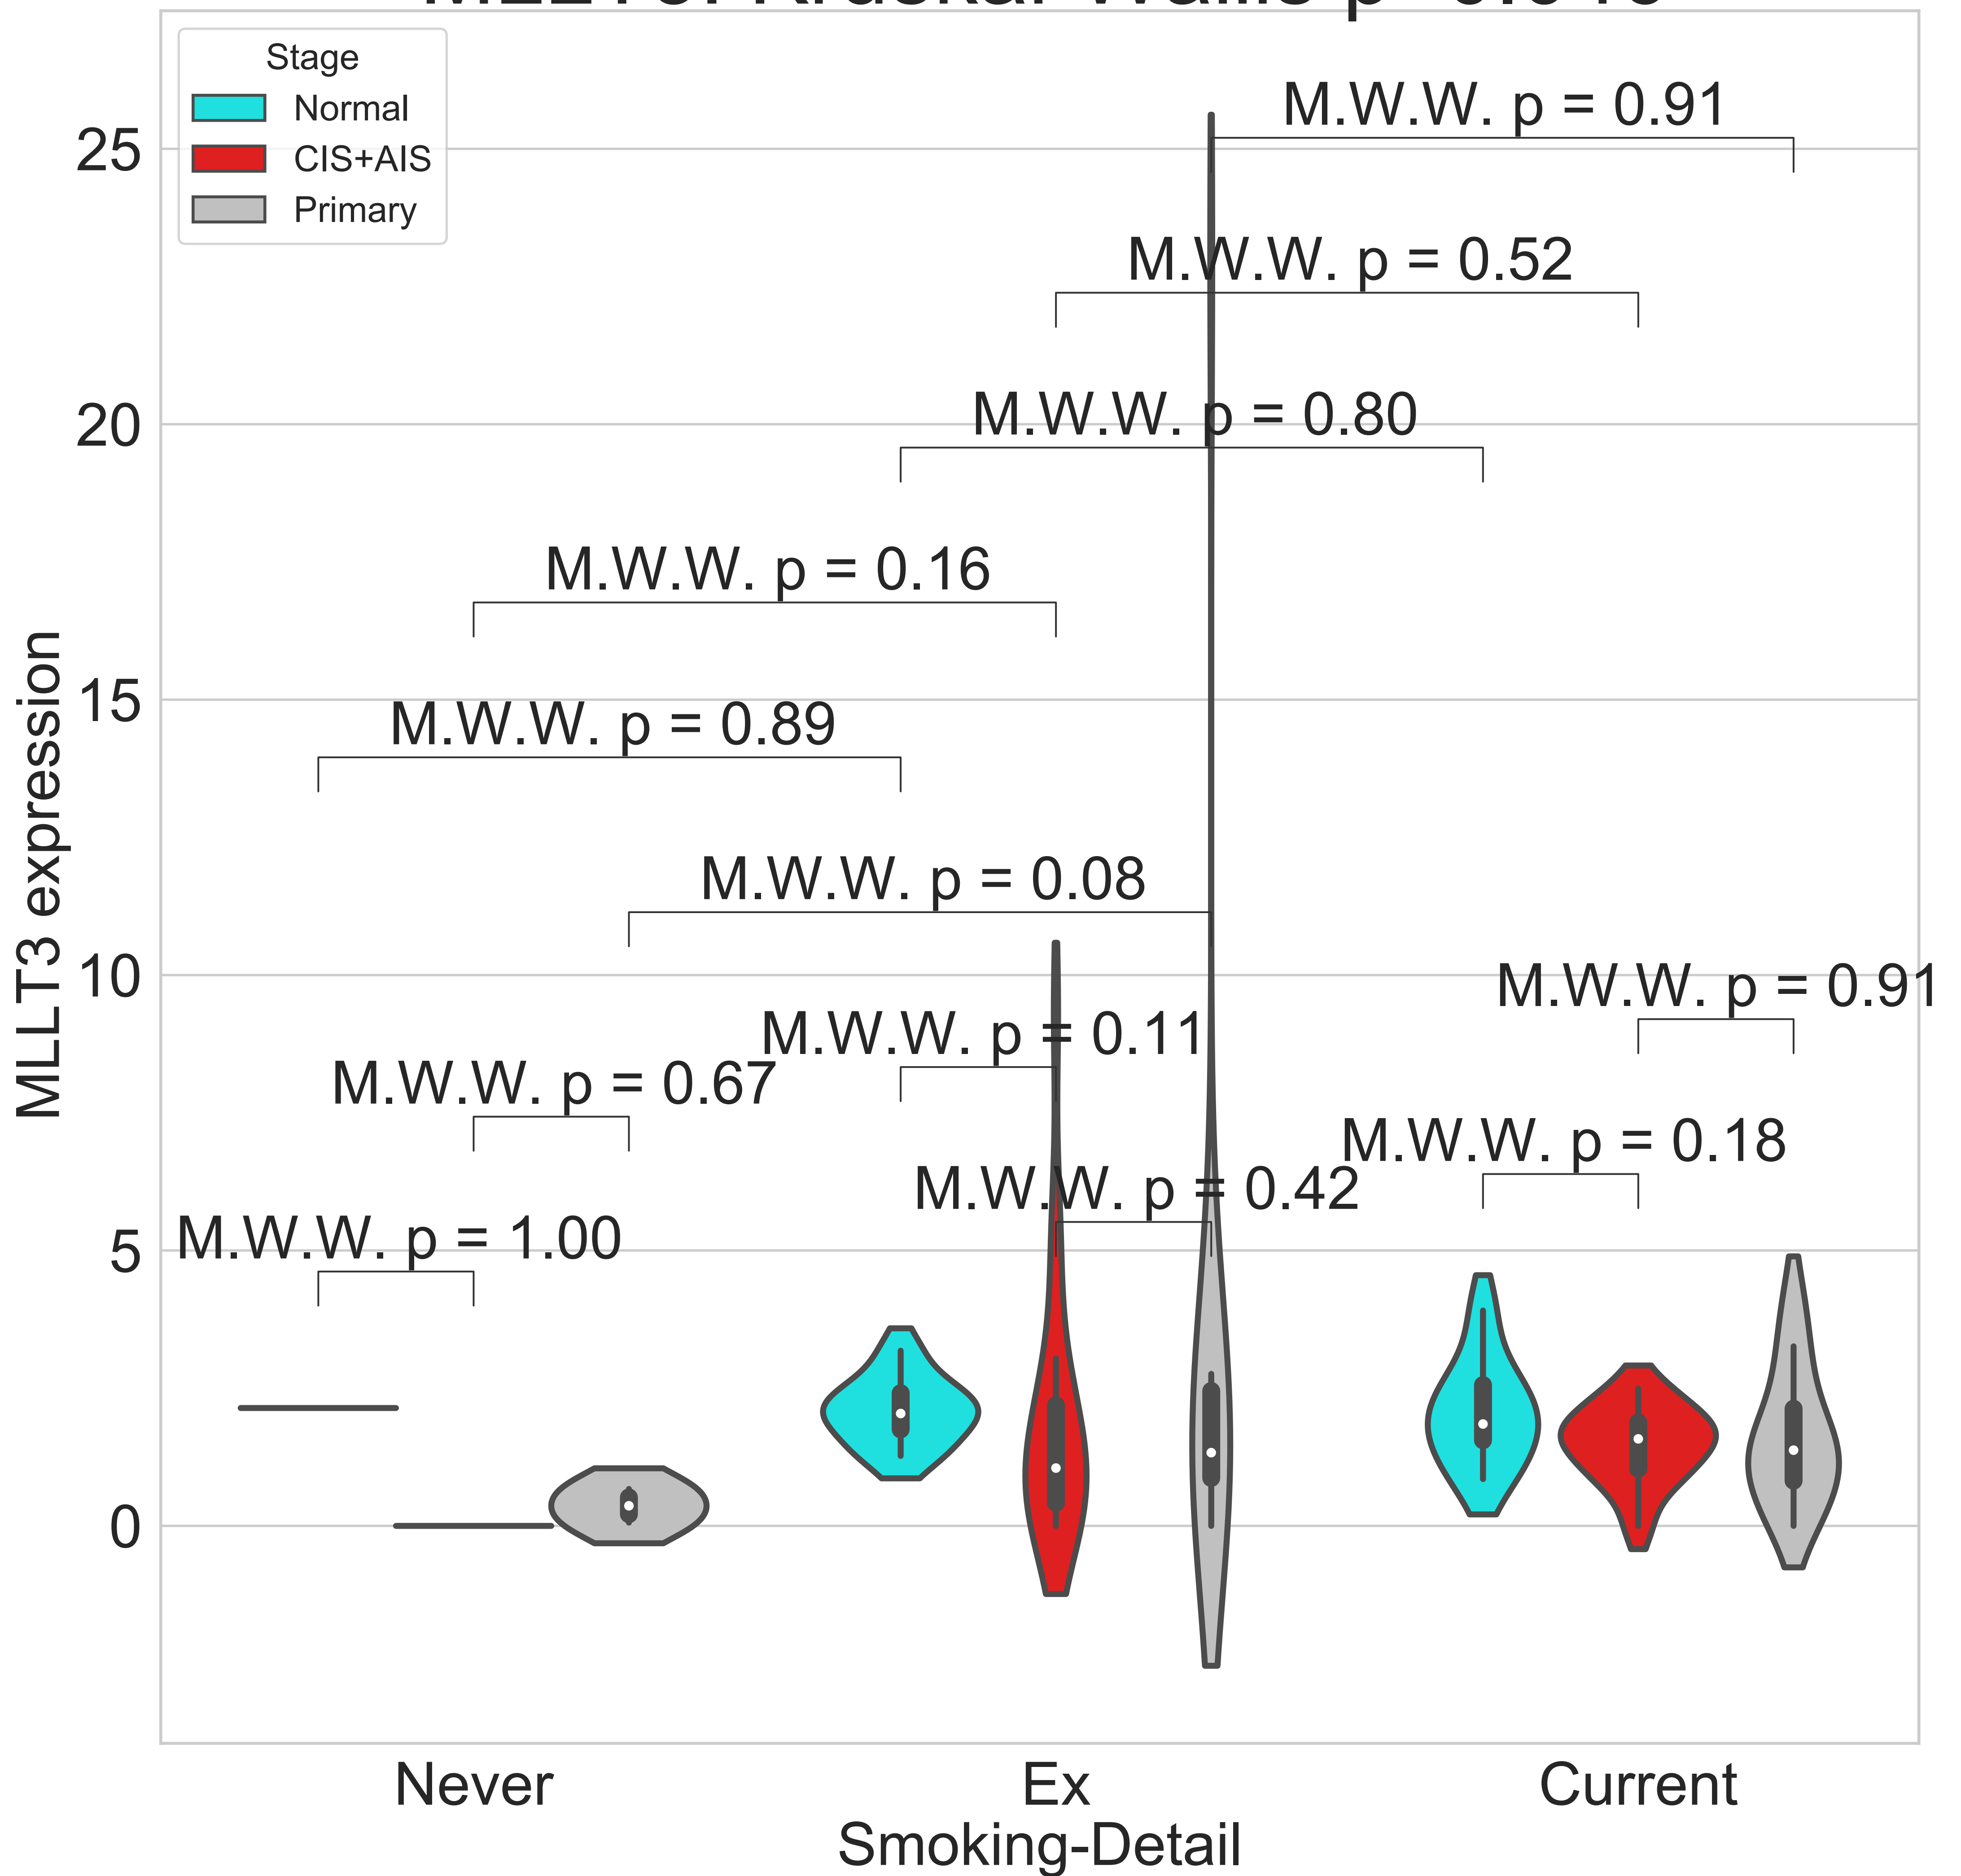 Stage
Normal
CIS+AIS
Primary
M.W.W. p = 0.91
25
M.W.W. p = 0.52
20
M.W.W. p = 0.80
M.W.W. p = 0.16
15
M.W.W. p = 0.89
M.W.W. p = 0.08
10
M.W.W. p = 0.91
M.W.W. p = 0.11
M.W.W. p = 0.67
M.W.W. p = 0.18
M.W.W. p = 0.42
5
M.W.W. p = 1.00
0
MLLT3 expression
Never
Ex
Current
Smoking-Detail